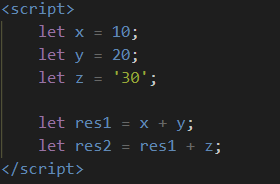 <script>
let x = 10;
let y = 20;
let z = '30';
let res1 = x + y;
let res2 = res1 + z;
</script>